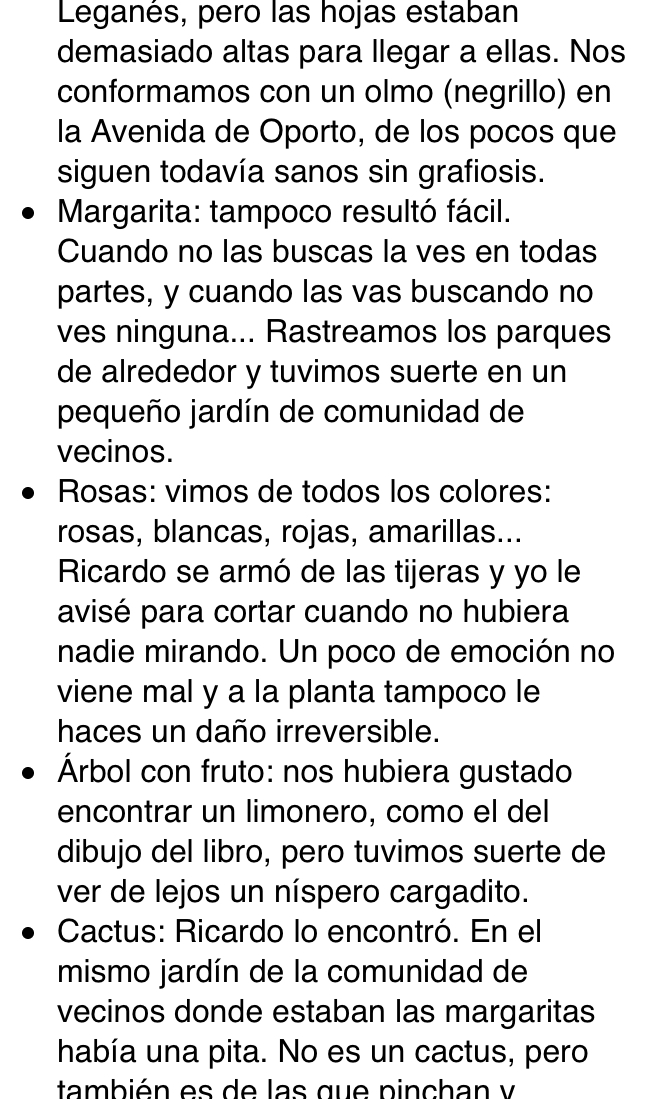 Leganés, pero las hojas estaban
demasiado altas para llegar a ellas. Nos
conformamos con un olmo (negrillo) en
la Avenida de Oporto, de los pocos que
siguen todavía sanos sin grafiosis.
• Margarita: tampoco resultó fácil.
Cuando no las buscas la ves en todas
partes, y cuando las vas buscando no
ves ninguna... Rastreamos los parques
de alrededor y tuvimos suerte en un
pequeño jardín de comunidad de
vecinos.
• Rosas: vimos de todos los colores:
rosas, blancas, rojas, amarillas...
Ricardo se armó de las tijeras y yo le
avisé para cortar cuando no hubiera
nadie mirando. Un poco de emoción no
viene mal y a la planta tampoco le
haces un daño irreversible.
• Árbol con fruto: nos hubiera gustado
encontrar un limonero, como el del
dibujo del libro, pero tuvimos suerte de
ver de lejos un níspero cargadito.
• Cactus: Ricardo lo encontró. En el
mismo jardín de la comunidad de
vecinos donde estaban las margaritas
había una pita. No es un cactus, pero
también es de las que pinchan y